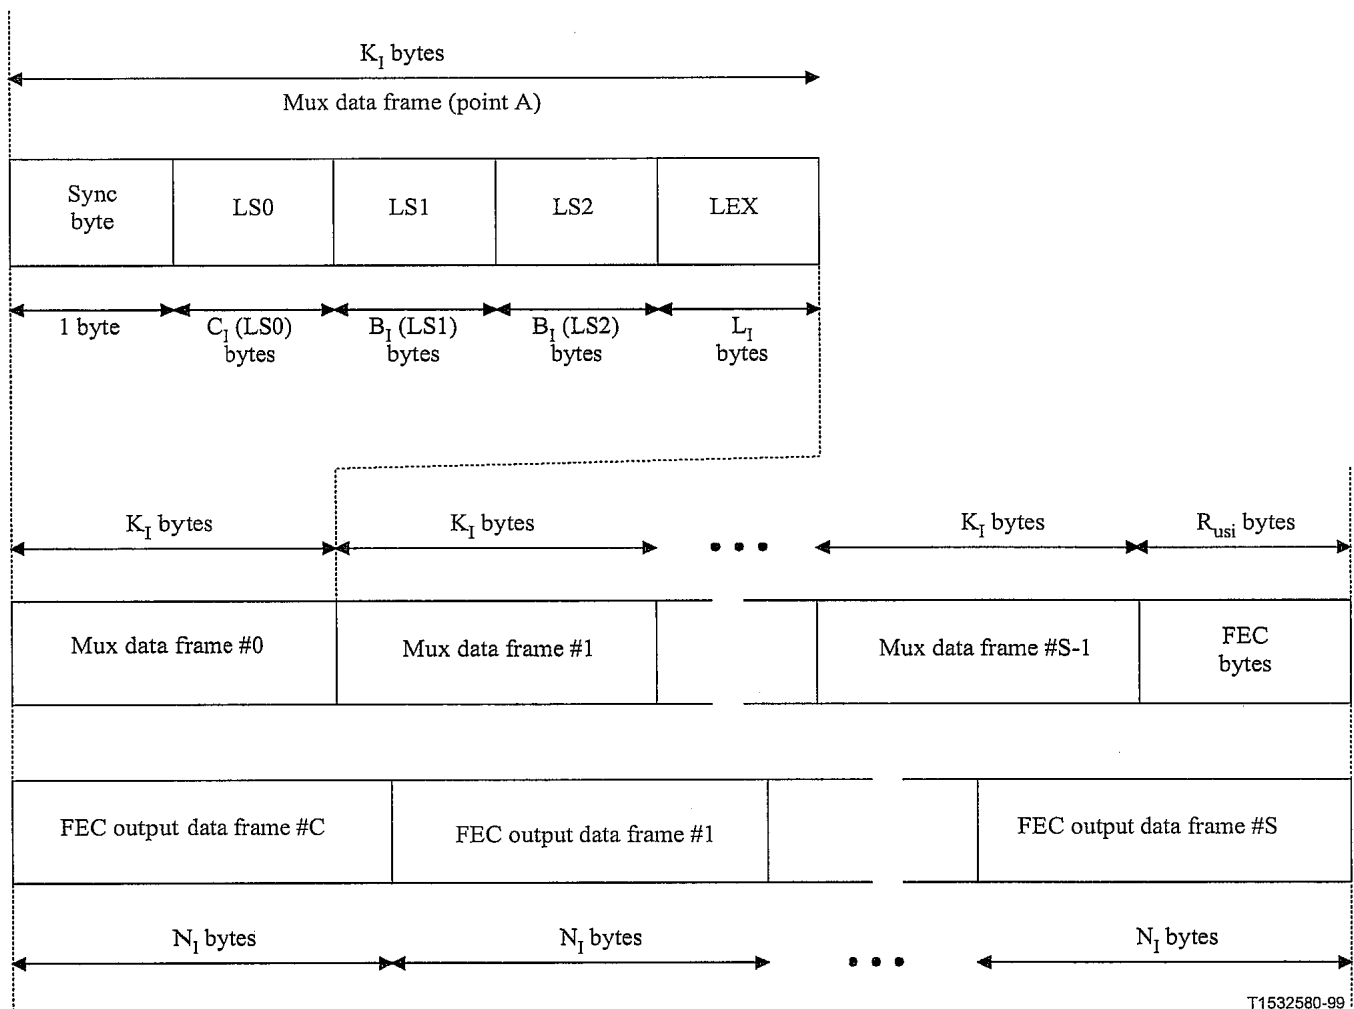 K_I bytes
Mux data frame (point A)
Sync
byte
LS0
LS1
LS2
LEX
1 byte
C_I (LS0)
bytes
B_I (LS1)
bytes
B_I (LS2)
bytes
L_I
bytes
K_I bytes
K_I bytes
• • •
K_I bytes
R_usi bytes
Mux data frame #0
Mux data frame #1
Mux data frame #S-1
FEC
bytes
FEC output data frame #C
FEC output data frame #1
FEC output data frame #S
N_I bytes
N_I bytes
• • •
N_I bytes
T1532580-99